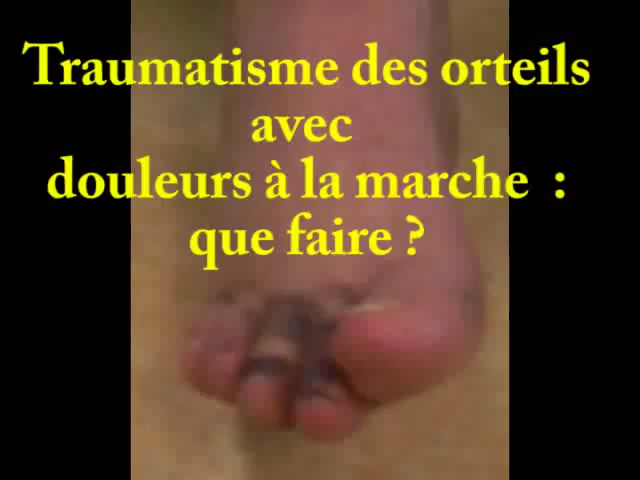 Traumatisme des orteils
avec
douleurs à la marche :
que faire ?